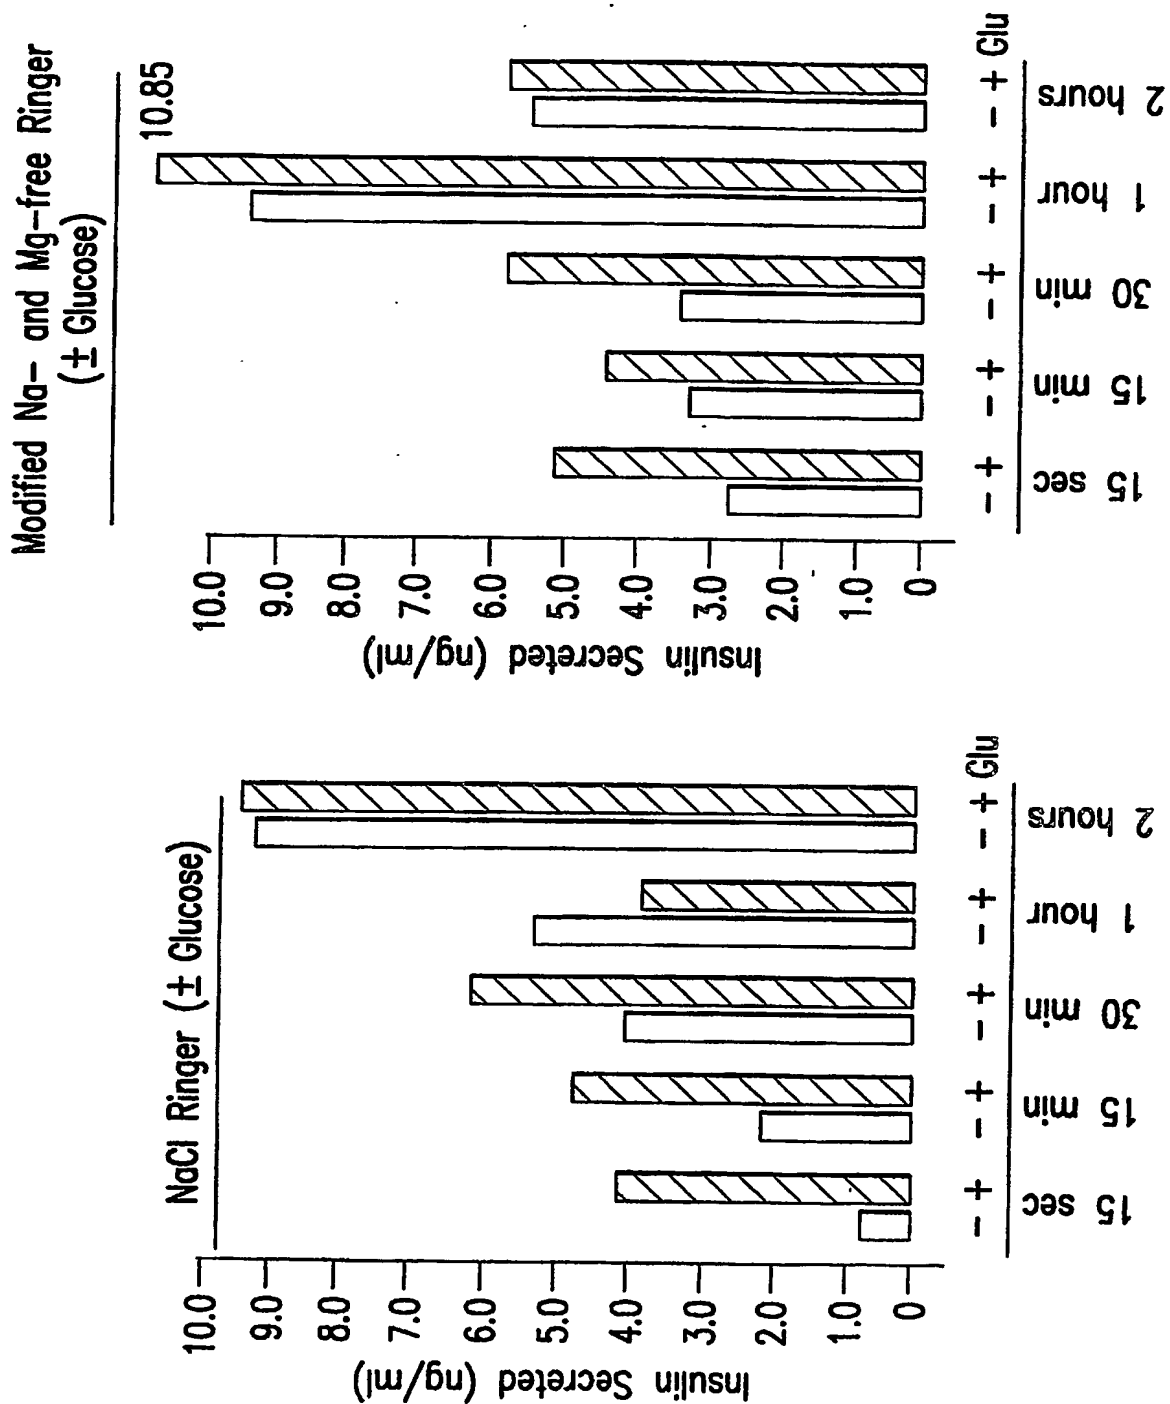 NaCl Ringer (± Glucose)
Insulin Secreted (ng/ml)
10.0
9.0
8.0
7.0
6.0
5.0
4.0
3.0
2.0
1.0
0
- + - + - + - + - + Glu
15 sec 15 min 30 min 1 hour 2 hours
Modified Na- and Mg-free Ringer
(± Glucose)
10.85
Insulin Secreted (ng/ml)
10.0
9.0
8.0
7.0
6.0
5.0
4.0
3.0
2.0
1.0
0
- + - + - + - + - + Glu
15 sec 15 min 30 min 1 hour 2 hours